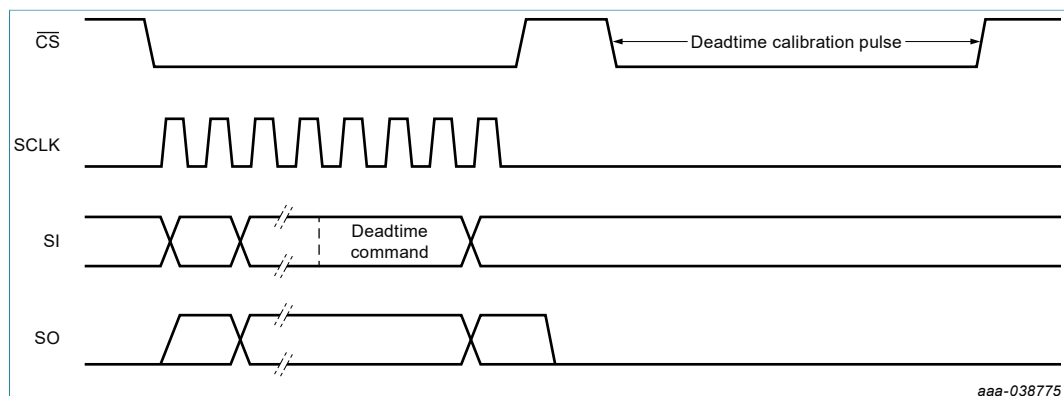 CS
Deadtime calibration pulse
SCLK
SI
Deadtime
command
SO
aaa-038775